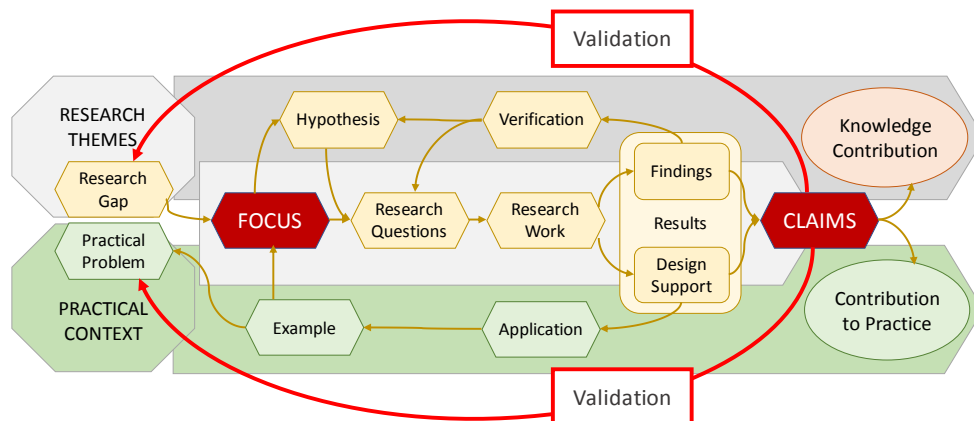 Validation
RESEARCH
THEMES
Research
Gap
Hypothesis
Verification
Knowledge
Contribution
FOCUS
Research
Questions
Research
Work
Findings
Results
Design
Support
CLAIMS
Practical
Problem
PRACTICAL
CONTEXT
Example
Application
Contribution
to Practice
Validation